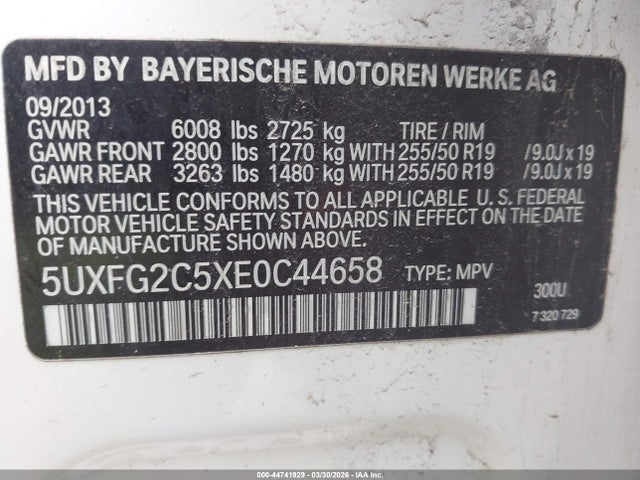 MFD BY BAYERISCHE MOTOREN WERKE AG
09/2013
GVWR 6008 lbs 2725 kg TIRE / RIM
GAWR FRONT 2800 lbs 1270 kg WITH 255/50 R19 /9.0J x 19
GAWR REAR 3263 lbs 1480 kg WITH 255/50 R19 /9.0J x 19
THIS VEHICLE CONFORMS TO ALL APPLICABLE U. S. FEDERAL
MOTOR VEHICLE SAFETY STANDARDS IN EFFECT ON THE DATE
OF MANUFACTURE SHOWN ABOVE.
5UXFG2C5XE0C44658 TYPE: MPV
300U
7 320 729
000-44741929 - 03/30/2026 - IAA Corp.